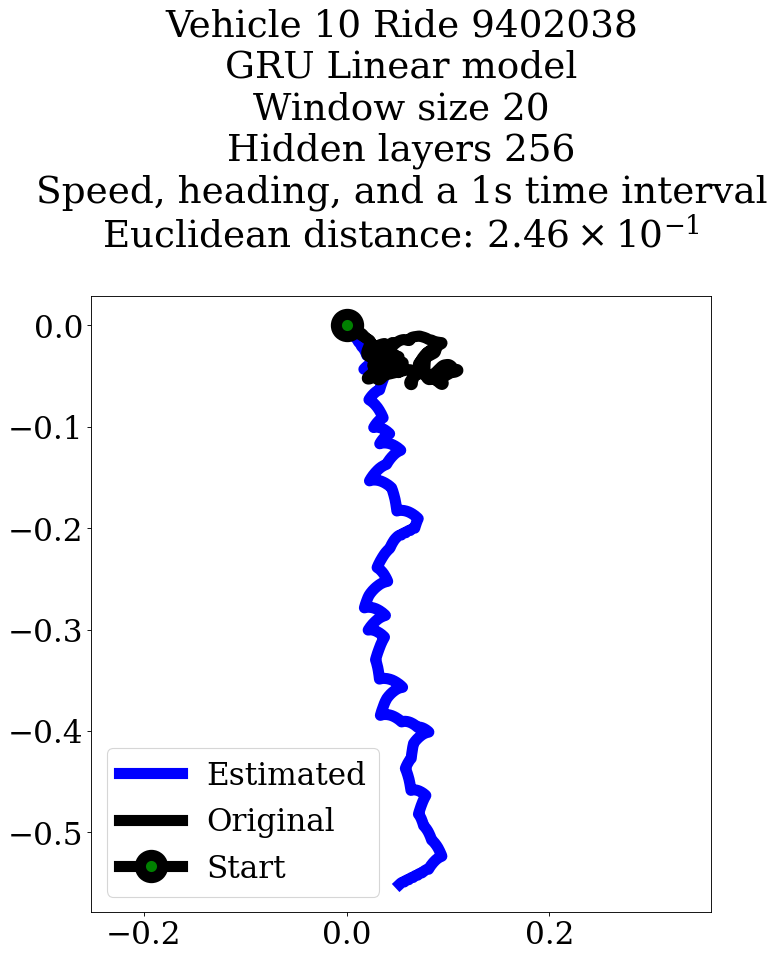 Vehicle 10 Ride 9402038
GRU Linear model
Window size 20
Hidden layers 256
Speed, heading, and a 1s time interval
Euclidean distance: 2.46 × 10⁻¹
0.0
−0.1
−0.2
−0.3
−0.4
−0.5
Estimated
Original
Start
−0.2
0.0
0.2